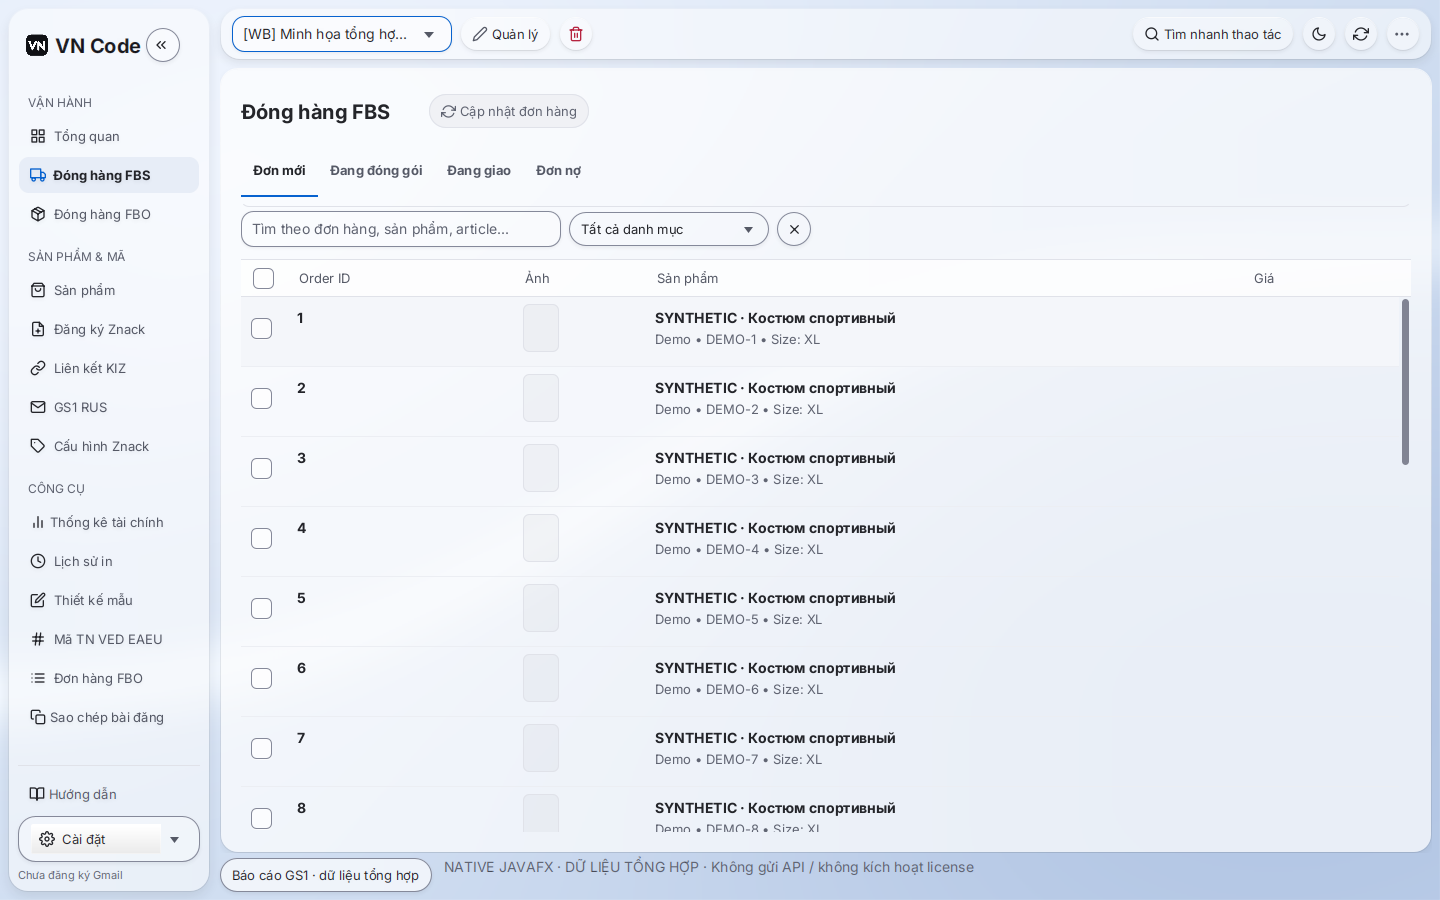 VN Code
VẬN HÀNH
Tổng quan
Đóng hàng FBS
Đóng hàng FBO
SẢN PHẨM & MÃ
Sản phẩm
Đăng ký Znack
Liên kết KIZ
GS1 RUS
Cấu hình Znack
CÔNG CỤ
Thống kê tài chính
Lịch sử in
Thiết kế mẫu
Mã TN VED EAEU
Đơn hàng FBO
Sao chép bài đăng
Hướng dẫn
Cài đặt
Chưa đăng ký Gmail
[WB] Minh họa tổng hợ...
Quản lý
Tìm nhanh thao tác
Đóng hàng FBS
Cập nhật đơn hàng
Đơn mới
Đang đóng gói
Đang giao
Đơn nợ
Tìm theo đơn hàng, sản phẩm, article...
Tất cả danh mục
Order ID
Ảnh
Sản phẩm
Giá
1
SYNTHETIC · Костюм спортивный
Demo • DEMO-1 • Size: XL
2
SYNTHETIC · Костюм спортивный
Demo • DEMO-2 • Size: XL
3
SYNTHETIC · Костюм спортивный
Demo • DEMO-3 • Size: XL
4
SYNTHETIC · Костюм спортивный
Demo • DEMO-4 • Size: XL
5
SYNTHETIC · Костюм спортивный
Demo • DEMO-5 • Size: XL
6
SYNTHETIC · Костюм спортивный
Demo • DEMO-6 • Size: XL
7
SYNTHETIC · Костюм спортивный
Demo • DEMO-7 • Size: XL
8
SYNTHETIC · Костюм спортивный
Demo • DEMO-8 • Size: XL
Báo cáo GS1 · dữ liệu tổng hợp
NATIVE JAVAFX · DỮ LIỆU TỔNG HỢP · Không gửi API / không kích hoạt license